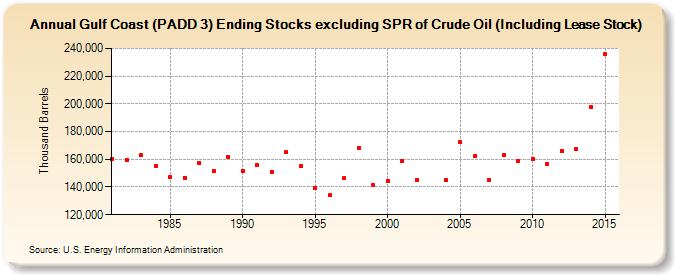 Annual Gulf Coast (PADD 3) Ending Stocks excluding SPR of Crude Oil (Including Lease Stock)
Thousand Barrels
240,000
220,000
200,000
180,000
160,000
140,000
120,000
1985 1990 1995 2000 2005 2010 2015
Source: U.S. Energy Information Administration